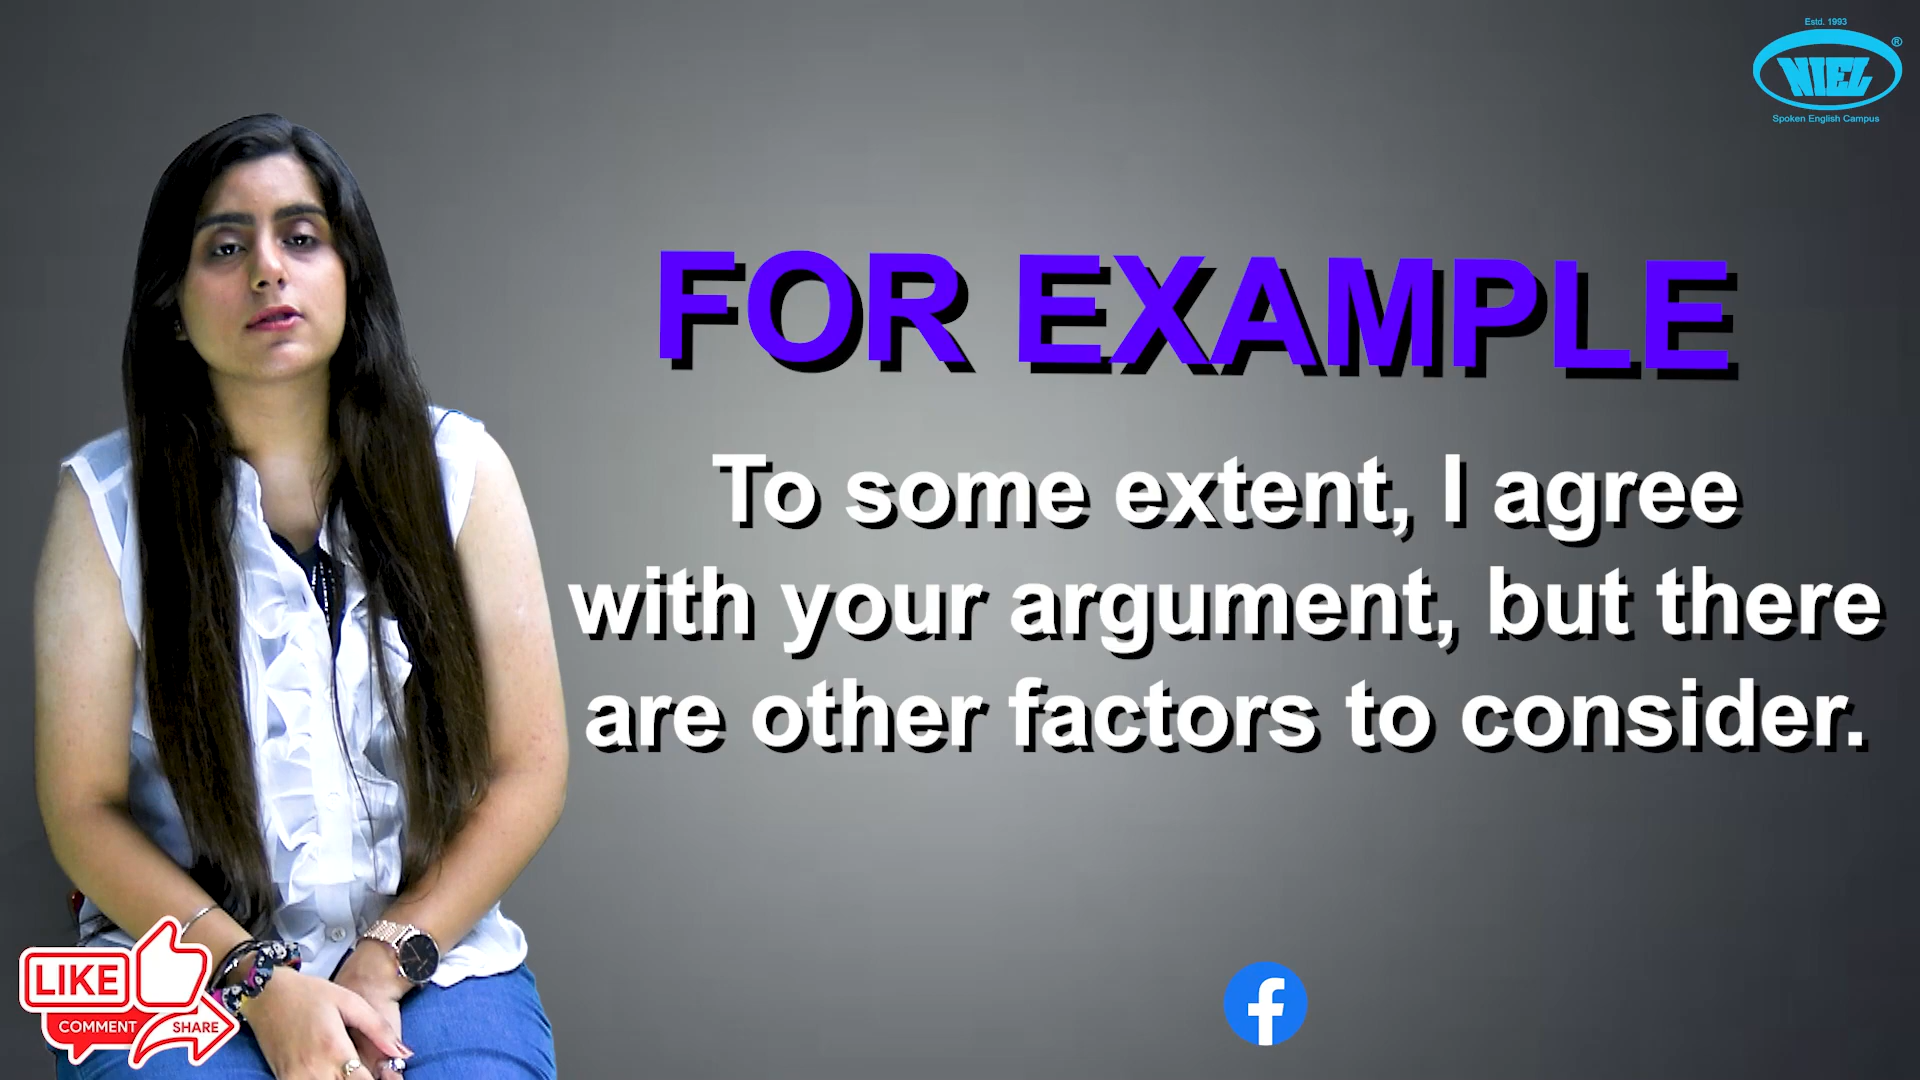 Estd. 1993
NIEL
®
Spoken English Campus
FOR EXAMPLE
To some extent, I agree
with your argument, but there
are other factors to consider.
LIKE
COMMENT
SHARE